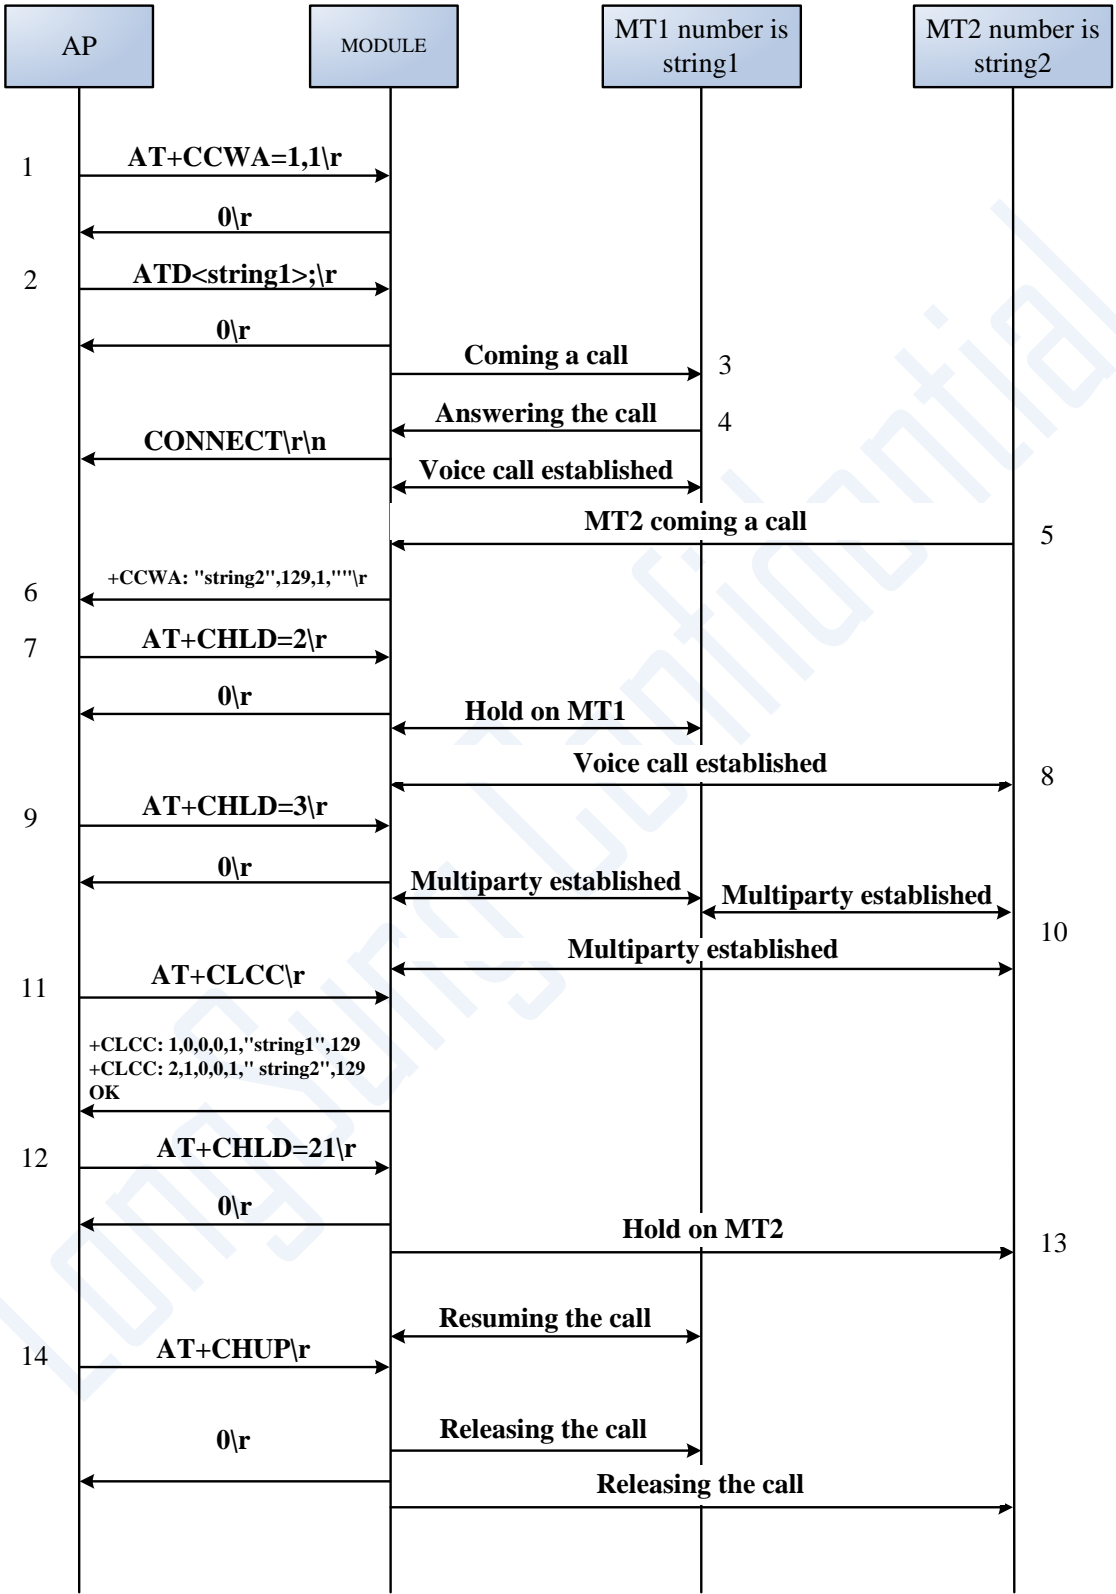 AP
MODULE
MT1 number is
string1
MT2 number is
string2
1
AT+CCWA=1,1\r
0\r
2
ATD<string1>;\r
0\r
Coming a call
3
Answering the call
4
CONNECT\r\n
Voice call established
MT2 coming a call
5
+CCWA: "string2",129,1,""\r
6
7
AT+CHLD=2\r
0\r
Hold on MT1
Voice call established
8
9
AT+CHLD=3\r
0\r
Multiparty established
Multiparty established
10
Multiparty established
11
AT+CLCC\r
+CLCC: 1,0,0,0,1,"string1",129
+CLCC: 2,1,0,0,1," string2",129
OK
12
AT+CHLD=21\r
0\r
Hold on MT2
13
Resuming the call
14
AT+CHUP\r
Releasing the call
0\r
Releasing the call
LongSung Confidential